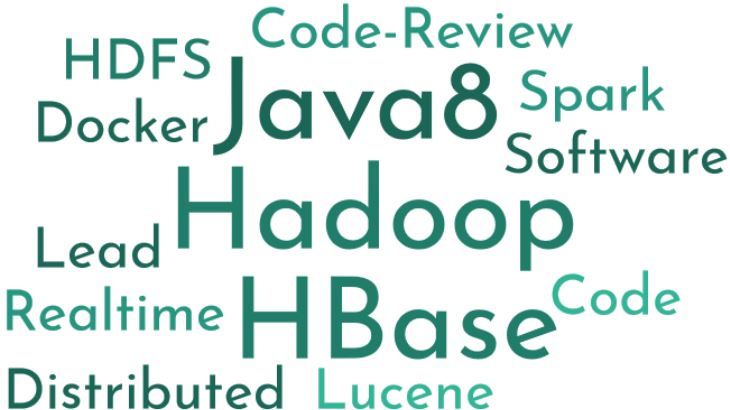 Code-Review
HDFS
Java8
Spark
Docker
Software
Hadoop
Lead
Realtime
HBase
Code
Distributed
Lucene